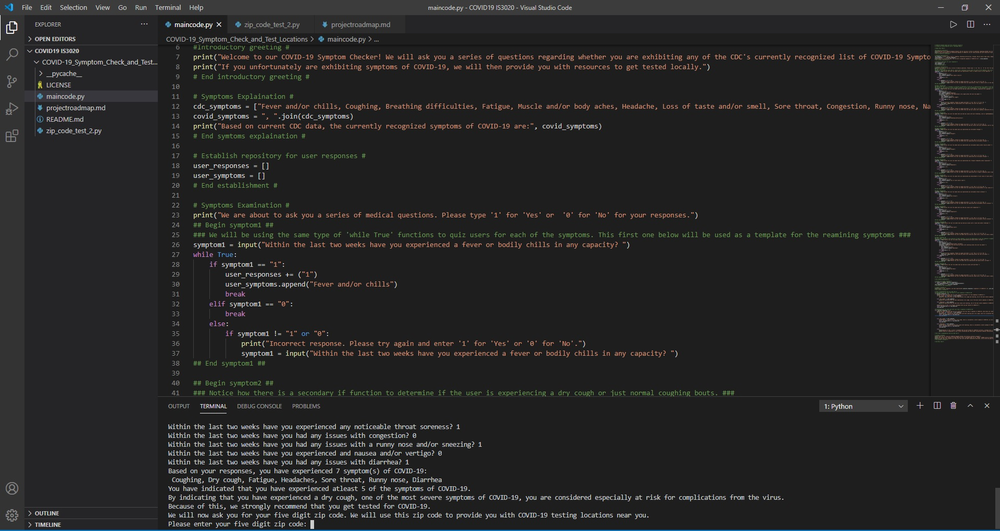 File Edit Selection View Go Run Terminal Help
maincode.py - COVID19 IS3020 - Visual Studio Code
EXPLORER
OPEN EDITORS
COVID19 IS3020
COVID-19_Symptom_Check_and_Test...
__pycache__
LICENSE
maincode.py
projectroadmap.md
README.md
zip_code_test_2.py
OUTLINE
TIMELINE
maincode.py zip_code_test_2.py projectroadmap.md
COVID-19_Symptom_Check_and_Test_Locations > maincode.py > ...
6 #Introductory greeting #
7 print("Welcome to our COVID-19 Symptom Checker! We will ask you a series of questions regarding whether you are exhibiting any of the CDC's currently recognized list of COVID-19 Sympto
8 print("If you unfortunately are exhibiting symptoms of COVID-19, we will then provide you with resources to get tested locally.")
9 # End introductory greeting #
10
11 # Symptoms Explaination #
12 cdc_symptoms = ["Fever and/or chills, Coughing, Breathing difficulties, Fatigue, Muscle and/or body aches, Headache, Loss of taste and/or smell, Sore throat, Congestion, Runny nose, Na
13 covid_symptoms = ", ".join(cdc_symptoms)
14 print("Based on current CDC data, the currently recognized symptoms of COVID-19 are:", covid_symptoms)
15 # End symtoms explaination #
16
17 # Establish repository for user responses #
18 user_responses = []
19 user_symptoms = []
20 # End establishment #
21
22 # Symptoms Examination #
23 print("We are about to ask you a series of medical questions. Please type '1' for 'Yes' or  '0' for 'No' for your responses.")
24 ## Begin symptom1 ##
25 ### We will be using the same type of 'while True' functions to quiz users for each of the symptoms. This first one below will be used as a template for the reamining symptoms ###
26 symptom1 = input("Within the last two weeks have you experienced a fever or bodily chills in any capacity? ")
27 while True:
28     if symptom1 == "1":
29         user_responses += ("1")
30         user_symptoms.append("Fever and/or chills")
31         break
32     elif symptom1 == "0":
33         break
34     else:
35         if symptom1 != "1" or "0":
36             print("Incorrect response. Please try again and enter '1' for 'Yes' or '0' for 'No'.")
37             symptom1 = input("Within the last two weeks have you experienced a fever or bodily chills in any capacity? ")
38 ## End symptom1 ##
39
40 ## Begin symptom2 ##
41 ### Notice how there is a secondary if function to determine if the user is experiencing a dry cough or just normal coughing bouts. ###
OUTPUT TERMINAL DEBUG CONSOLE PROBLEMS
1: Python
Within the last two weeks have you experienced any noticeable throat soreness? 1
Within the last two weeks have you had any issues with congestion? 0
Within the last two weeks have you had any issues with a runny nose and/or sneezing? 1
Within the last two weeks have you experienced and nausea and/or vertigo? 0
Within the last two weeks have you had any issues with diarrhea? 1
Based on your responses, you have experienced 7 symptom(s) of COVID-19:
Coughing, Dry cough, Fatigue, Headaches, Sore throat, Runny nose, Diarrhea
You have indicated that you have experienced atleast 5 of the symptoms of COVID-19.
By indicating that you have experienced a dry cough, one of the most severe symptoms of COVID-19, you are considered especially at risk for complications from the virus.
Because of this, we strongly recommend that you get tested for COVID-19.
We will now ask you for your five digit zip code. We will use this zip code to provide you with COVID-19 testing locations near you.
Please enter your five digit zip code: